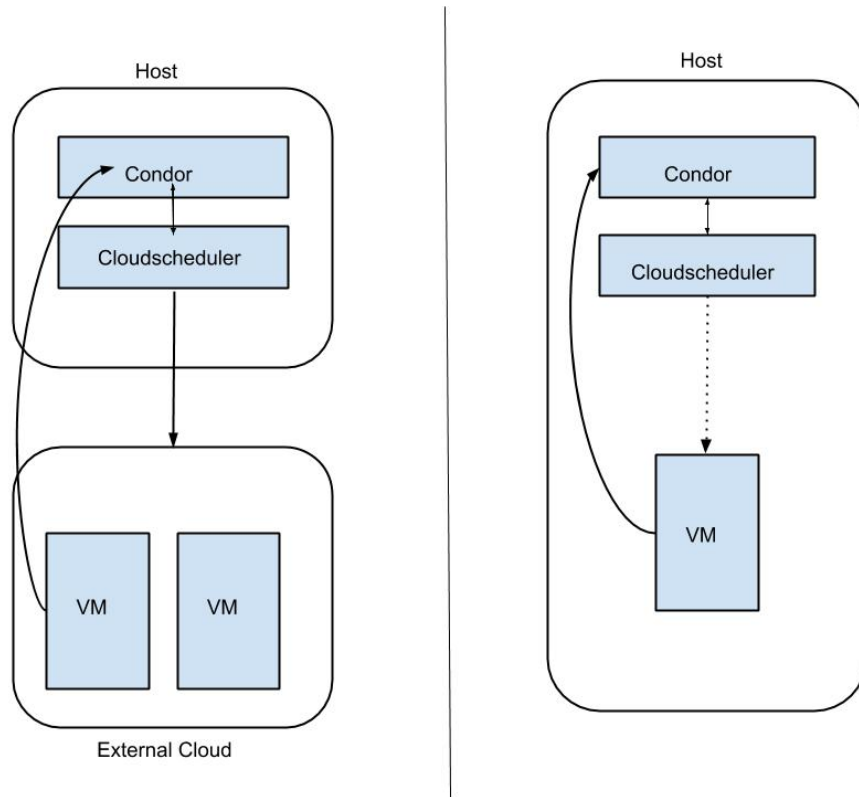 Host
Condor
Cloudscheduler
VM
VM
External Cloud
Host
Condor
Cloudscheduler
VM